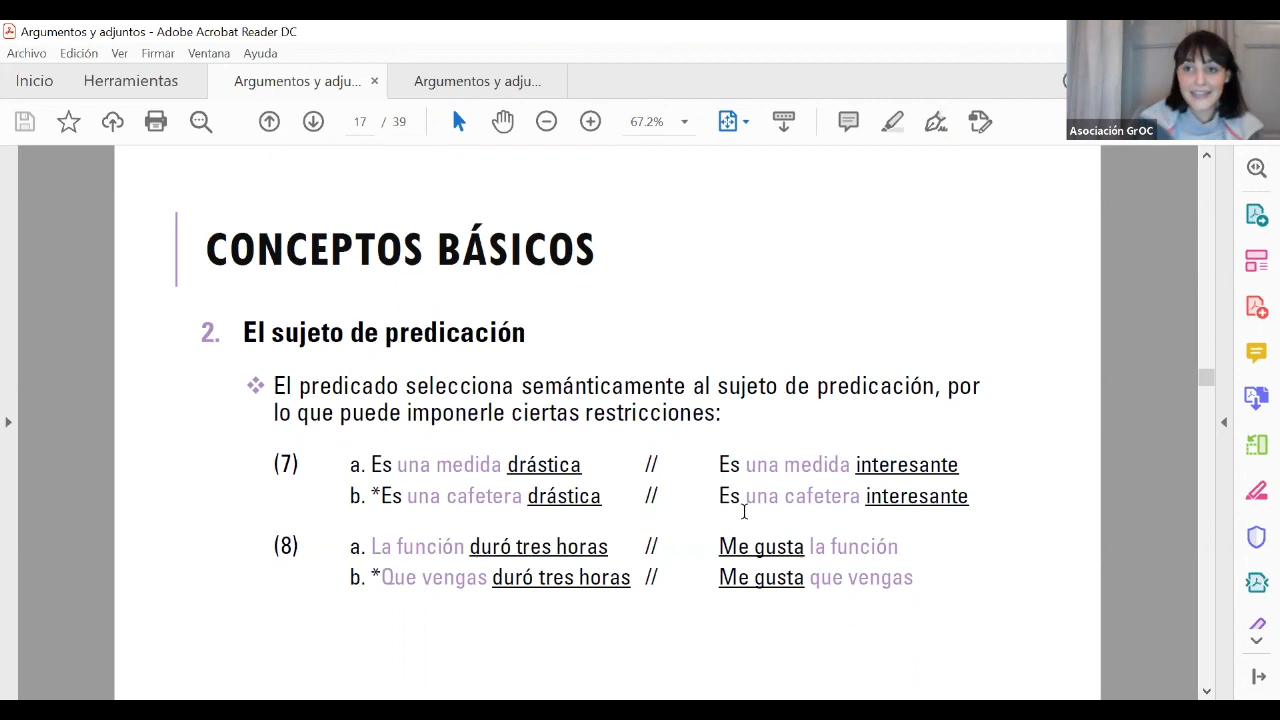 Argumentos y adjuntos - Adobe Acrobat Reader DC
Archivo Edición Ver Firmar Ventana Ayuda
Inicio Herramientas Argumentos y adju... × Argumentos y adju...
17 / 39 67.2%
Asociación GrOC
CONCEPTOS BÁSICOS
2. El sujeto de predicación
❖ El predicado selecciona semánticamente al sujeto de predicación, por
lo que puede imponerle ciertas restricciones:
(7) a. Es una medida drástica // Es una medida interesante
b. *Es una cafetera drástica // Es una cafetera interesante
(8) a. La función duró tres horas // Me gusta la función
b. *Que vengas duró tres horas // Me gusta que vengas